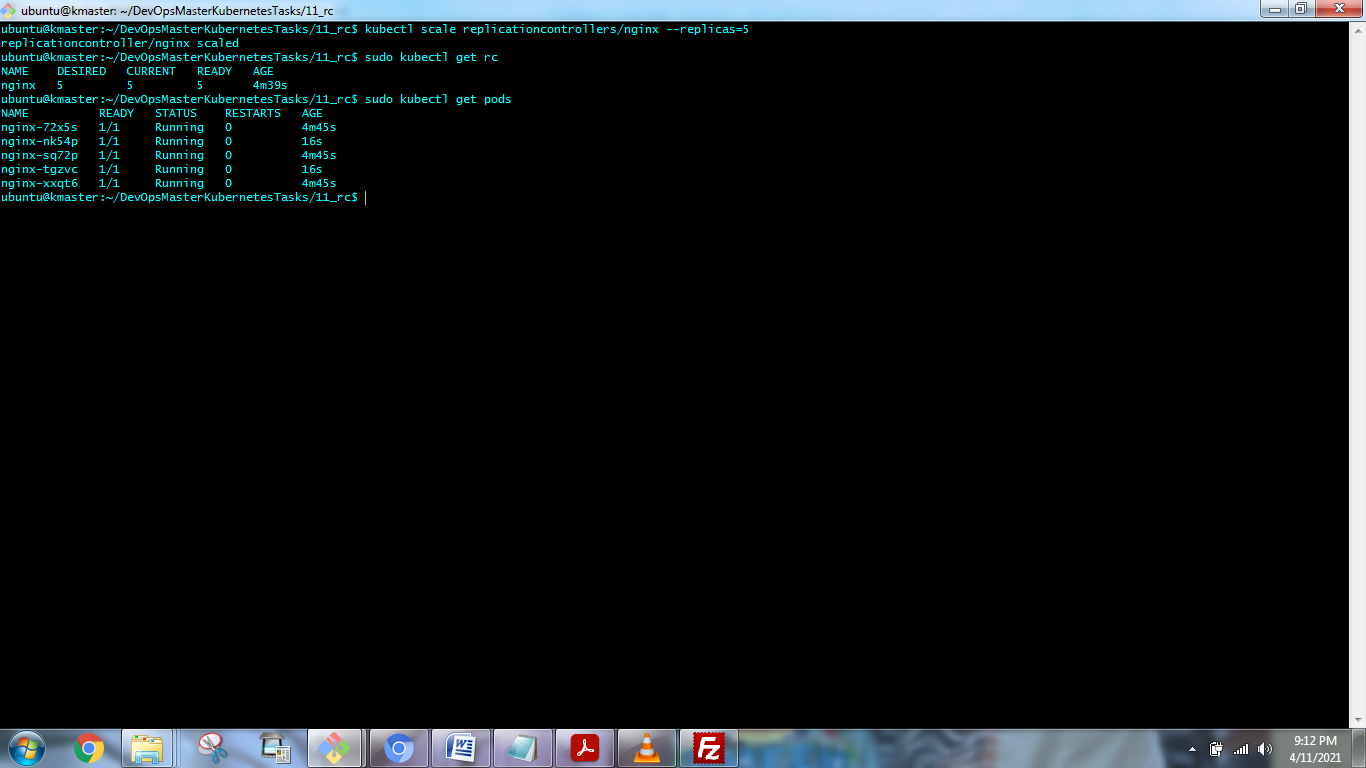 ubuntu@kmaster: ~/DevOpsMasterKubernetesTasks/11_rc
ubuntu@kmaster:~/DevOpsMasterKubernetesTasks/11_rc$ kubectl scale replicationcontrollers/nginx --replicas=5
replicationcontroller/nginx scaled
ubuntu@kmaster:~/DevOpsMasterKubernetesTasks/11_rc$ sudo kubectl get rc
NAME    DESIRED   CURRENT   READY   AGE
nginx   5         5         5       4m39s
ubuntu@kmaster:~/DevOpsMasterKubernetesTasks/11_rc$ sudo kubectl get pods
NAME          READY   STATUS    RESTARTS   AGE
nginx-72x5s   1/1     Running   0          4m45s
nginx-nk54p   1/1     Running   0          16s
nginx-sq72p   1/1     Running   0          4m45s
nginx-tgzvc   1/1     Running   0          16s
nginx-xxqt6   1/1     Running   0          4m45s
ubuntu@kmaster:~/DevOpsMasterKubernetesTasks/11_rc$
9:12 PM
4/11/2021